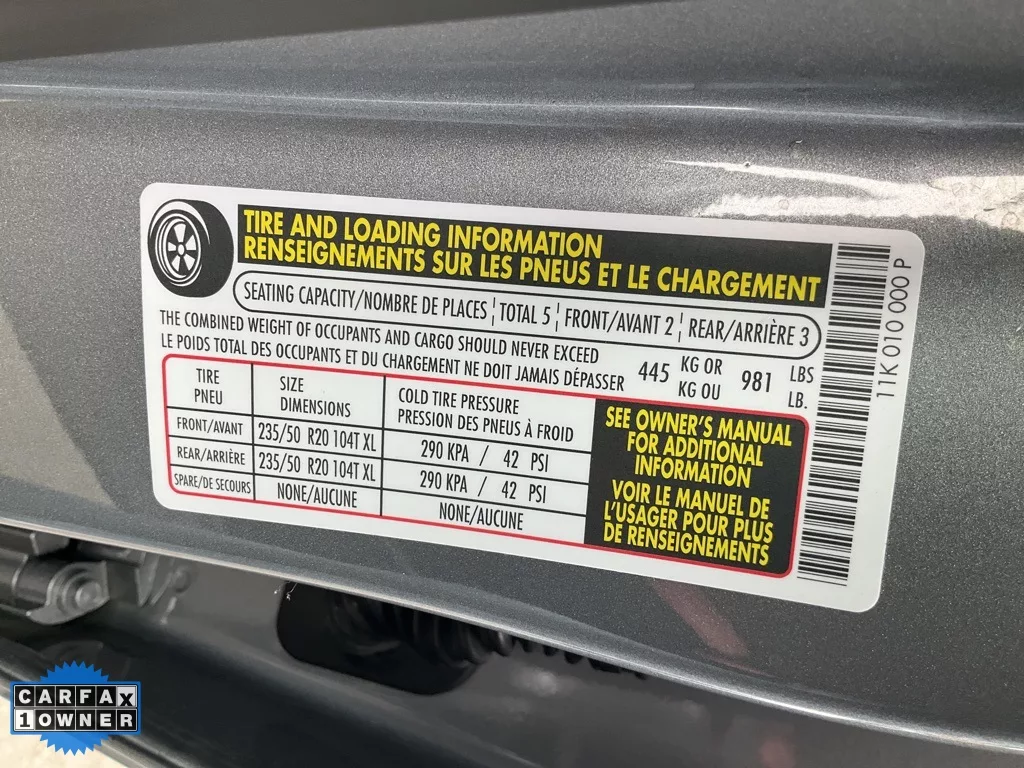 TIRE AND LOADING INFORMATION
RENSEIGNEMENTS SUR LES PNEUS ET LE CHARGEMENT
SEATING CAPACITY/NOMBRE DE PLACES TOTAL 5 FRONT/AVANT 2 REAR/ARRIÈRE 3
THE COMBINED WEIGHT OF OCCUPANTS AND CARGO SHOULD NEVER EXCEED
LE POIDS TOTAL DES OCCUPANTS ET DU CHARGEMENT NE DOIT JAMAIS DÉPASSER
445 KG OR 981 LBS
KG OU LB.
TIRE
PNEU
SIZE
DIMENSIONS
COLD TIRE PRESSURE
PRESSION DES PNEUS À FROID
FRONT/AVANT 235/50 R20 104T XL 290 KPA / 42 PSI
REAR/ARRIÈRE 235/50 R20 104T XL 290 KPA / 42 PSI
SPARE/DE SECOURS NONE/AUCUNE NONE/AUCUNE
SEE OWNER'S MANUAL
FOR ADDITIONAL
INFORMATION
VOIR LE MANUEL DE
L'USAGER POUR PLUS
DE RENSEIGNEMENTS
11K 010 000 P
CARFAX
1 OWNER